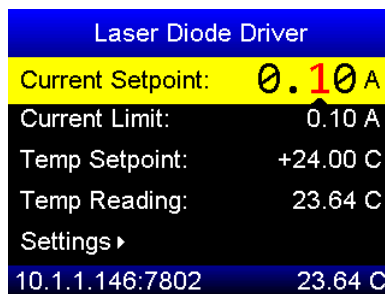 Laser Diode Driver
Current Setpoint: 0.10 A
Current Limit: 0.10 A
Temp Setpoint: +24.00 C
Temp Reading: 23.64 C
Settings
10.1.1.146:7802 23.64 C